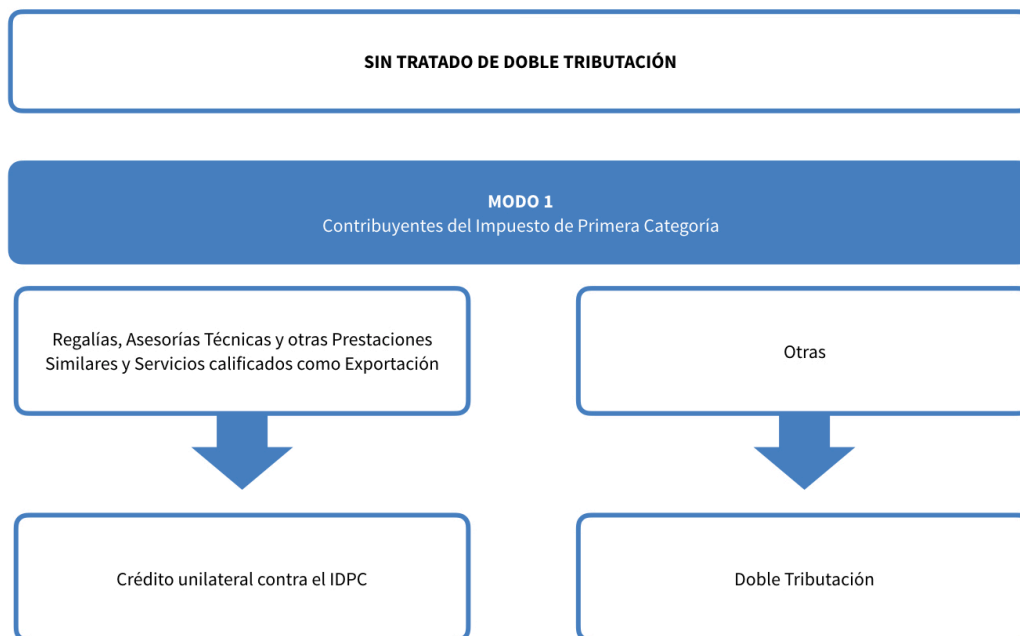 SIN TRATADO DE DOBLE TRIBUTACIÓN
MODO 1
Contribuyentes del Impuesto de Primera Categoría
Regalías, Asesorías Técnicas y otras Prestaciones
Similares y Servicios calificados como Exportación
Otras
Crédito unilateral contra el IDPC
Doble Tributación